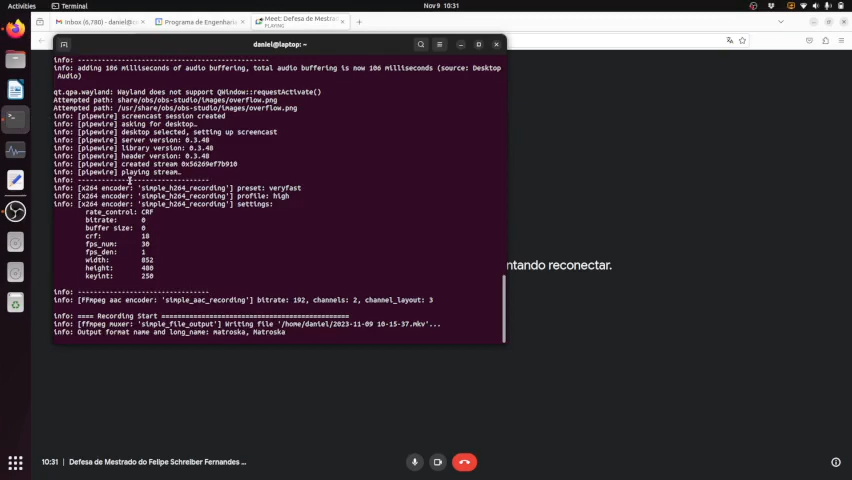 Activities
Terminal
Nov 9 10:31
Inbox (6,780) - daniel@c
Programa de Engenhari
Meet: Defesa de Mestrad
PLAYING
daniel@laptop: ~
info: ------------------------------------------------
info: adding 106 milliseconds of audio buffering, total audio buffering is now 106 milliseconds (source: Desktop
Audio)
qt.qpa.wayland: Wayland does not support QWindow::requestActivate()
Attempted path: share/obs/obs-studio/images/overflow.png
Attempted path: /usr/share/obs/obs-studio/images/overflow.png
info: [pipewire] screencast session created
info: [pipewire] asking for desktop…
info: [pipewire] desktop selected, setting up screencast
info: [pipewire] server version: 0.3.48
info: [pipewire] library version: 0.3.48
info: [pipewire] header version: 0.3.48
info: [pipewire] created stream 0x56269ef7b910
info: [pipewire] playing stream…
info: ---------------------------------
info: [x264 encoder: 'simple_h264_recording'] preset: veryfast
info: [x264 encoder: 'simple_h264_recording'] profile: high
info: [x264 encoder: 'simple_h264_recording'] settings:
rate_control: CRF
bitrate: 0
buffer size: 0
crf: 18
fps_num: 30
fps_den: 1
width: 852
height: 480
keyint: 250
ntando reconectar.
info: ---------------------------------
info: [FFmpeg aac encoder: 'simple_aac_recording'] bitrate: 192, channels: 2, channel_layout: 3
info: ==== Recording Start ===============================================
info: [ffmpeg muxer: 'simple_file_output'] Writing file '/home/daniel/2023-11-09 10-15-37.mkv'...
info: Output format name and long_name: matroska, Matroska
10:31 | Defesa de Mestrado do Felipe Schreiber Fernandes ...